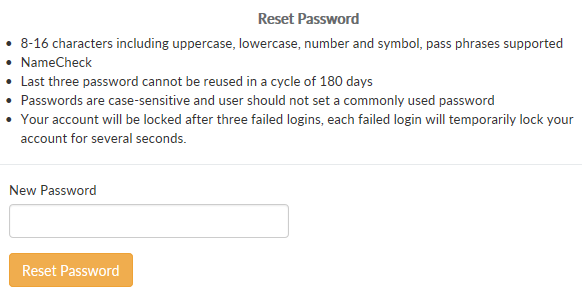 Reset Password
• 8-16 characters including uppercase, lowercase, number and symbol, pass phrases supported
• NameCheck
• Last three password cannot be reused in a cycle of 180 days
• Passwords are case-sensitive and user should not set a commonly used password
• Your account will be locked after three failed logins, each failed login will temporarily lock your
account for several seconds.
New Password
Reset Password